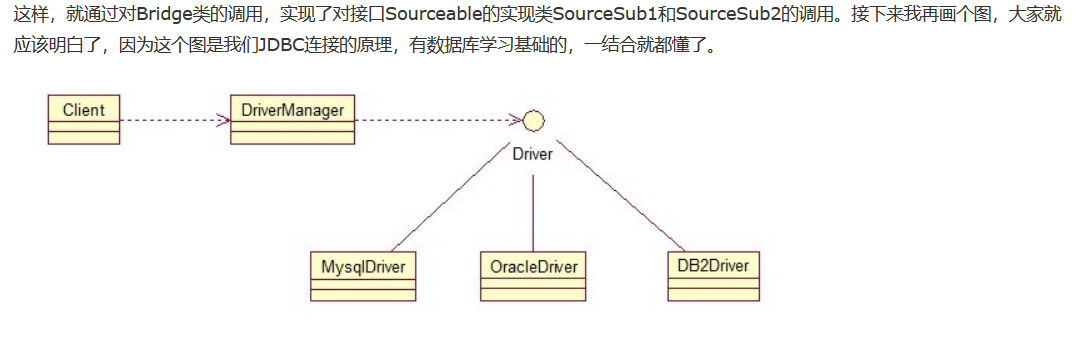 这样，就通过对Bridge类的调用，实现了对接口Sourceable的实现类SourceSub1和SourceSub2的调用。接下来我再画个图，大家就
应该明白了，因为这个图是我们JDBC连接的原理，有数据库学习基础的，一结合就都懂了。
Client
DriverManager
Driver
MysqlDriver
OracleDriver
DB2Driver